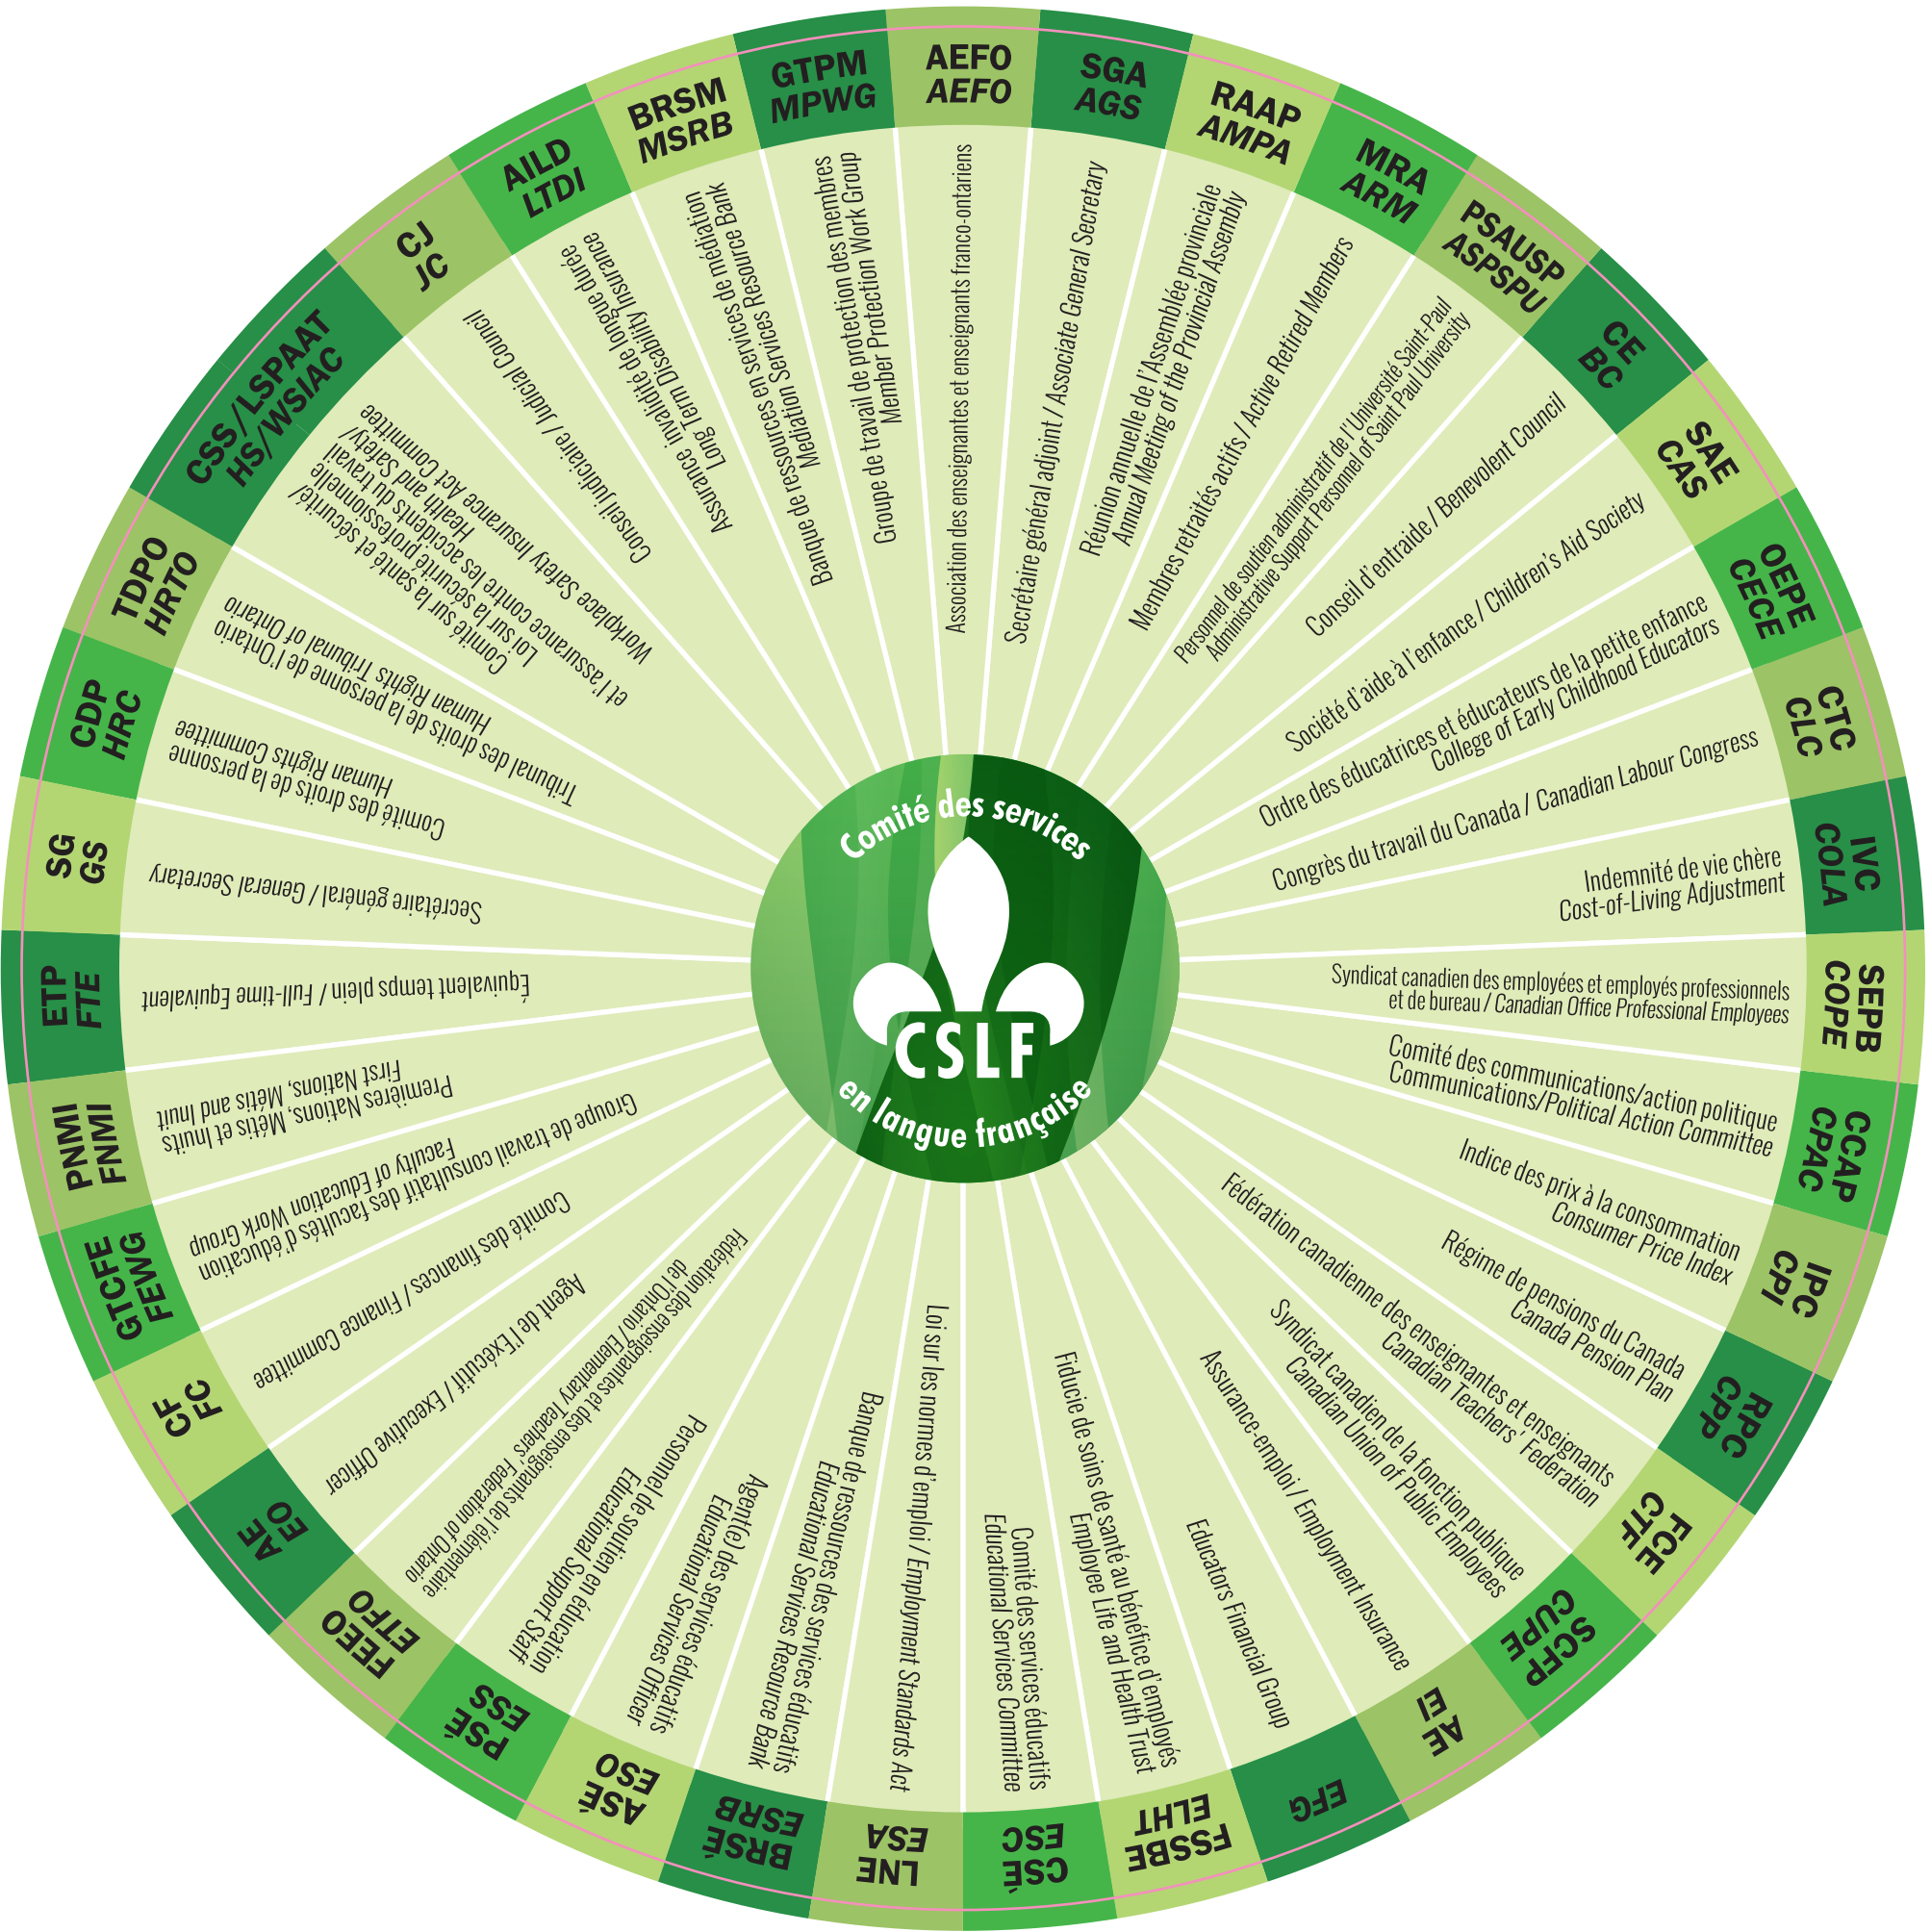 AEFO
AEFO
Association des enseignantes et enseignants franco-ontariens
SGA
AGS
Secrétaire général adjoint / Associate General Secretary
RAAP
AMPA
Réunion annuelle de l'Assemblée provinciale
Annual Meeting of the Provincial Assembly
MRA
ARM
Membres retraités actifs / Active Retired Members
PSAUSP
ASPSPU
Personnel de soutien administratif de l'Université Saint-Paul
Administrative Support Personnel of Saint Paul University
CE
BC
Conseil d'entraide / Benevolent Council
SAE
CAS
Société d'aide à l'enfance / Children's Aid Society
OEPE
CECE
Ordre des éducatrices et éducateurs de la petite enfance
College of Early Childhood Educators
CTC
CLC
Congrès du travail du Canada / Canadian Labour Congress
IVC
COLA
Indemnité de vie chère
Cost-of-Living Adjustment
SEPB
COPE
Syndicat canadien des employées et employés professionnels
et de bureau / Canadian Office Professional Employees
CCAP
CPAC
Comité des communications/action politique
Communications/Political Action Committee
IPC
CPI
Indice des prix à la consommation
Consumer Price Index
RPC
CPP
Régime de pensions du Canada
Canada Pension Plan
FCE
CTF
Fédération canadienne des enseignantes et enseignants
Canadian Teachers' Federation
SCFP
CUPE
Syndicat canadien de la fonction publique
Canadian Union of Public Employees
AE
EI
Assurance-emploi / Employment Insurance
EFG
Educators Financial Group
FSSBE
ELHT
Fiducie de soins de santé au bénéfice d'employés
Employee Life and Health Trust
CSÉ
ESC
Comité des services éducatifs
Educational Services Committee
LNE
ESA
Loi sur les normes d'emploi / Employment Standards Act
BRSÉ
ESRB
Banque de ressources des services éducatifs
Educational Services Resource Bank
ASÉ
ESO
Agent(e) des services éducatifs
Educational Services Officer
PSÉ
ESS
Personnel de soutien en éducation
Educational Support Staff
FEEO
ETFO
Fédération des enseignantes et des enseignants de l'élémentaire
de l'Ontario / Elementary Teachers' Federation of Ontario
AE
EO
Agent de l'Exécutif / Executive Officer
CF
FC
Comité des finances / Finance Committee
GTCFE
FEWG
Groupe de travail consultatif des facultés d'éducation
Faculty of Education Work Group
PNMI
FNMI
Premières Nations, Métis et Inuits
First Nations, Métis and Inuit
ETP
FTE
Équivalent temps plein / Full-time Equivalent
SG
GS
Secrétaire général / General Secretary
CDP
HRC
Comité des droits de la personne
Human Rights Committee
TDPO
HRTO
Tribunal des droits de la personne de l'Ontario
Human Rights Tribunal of Ontario
CSS/LSPAAT
HS/WSIAC
Comité sur la santé et sécurité/
Loi sur la sécurité professionnelle
et l'assurance contre les accidents du travail
Health and Safety/
Workplace Safety Insurance Act Committee
CJ
JC
Conseil judiciaire / Judicial Council
AILD
LTDI
Assurance invalidité de longue durée
Long Term Disability Insurance
BRSM
MSRB
Banque de ressources en services de médiation
Mediation Services Resource Bank
GTPM
MPWG
Groupe de travail de protection des membres
Member Protection Work Group
Comité des services
CSLF
en langue française